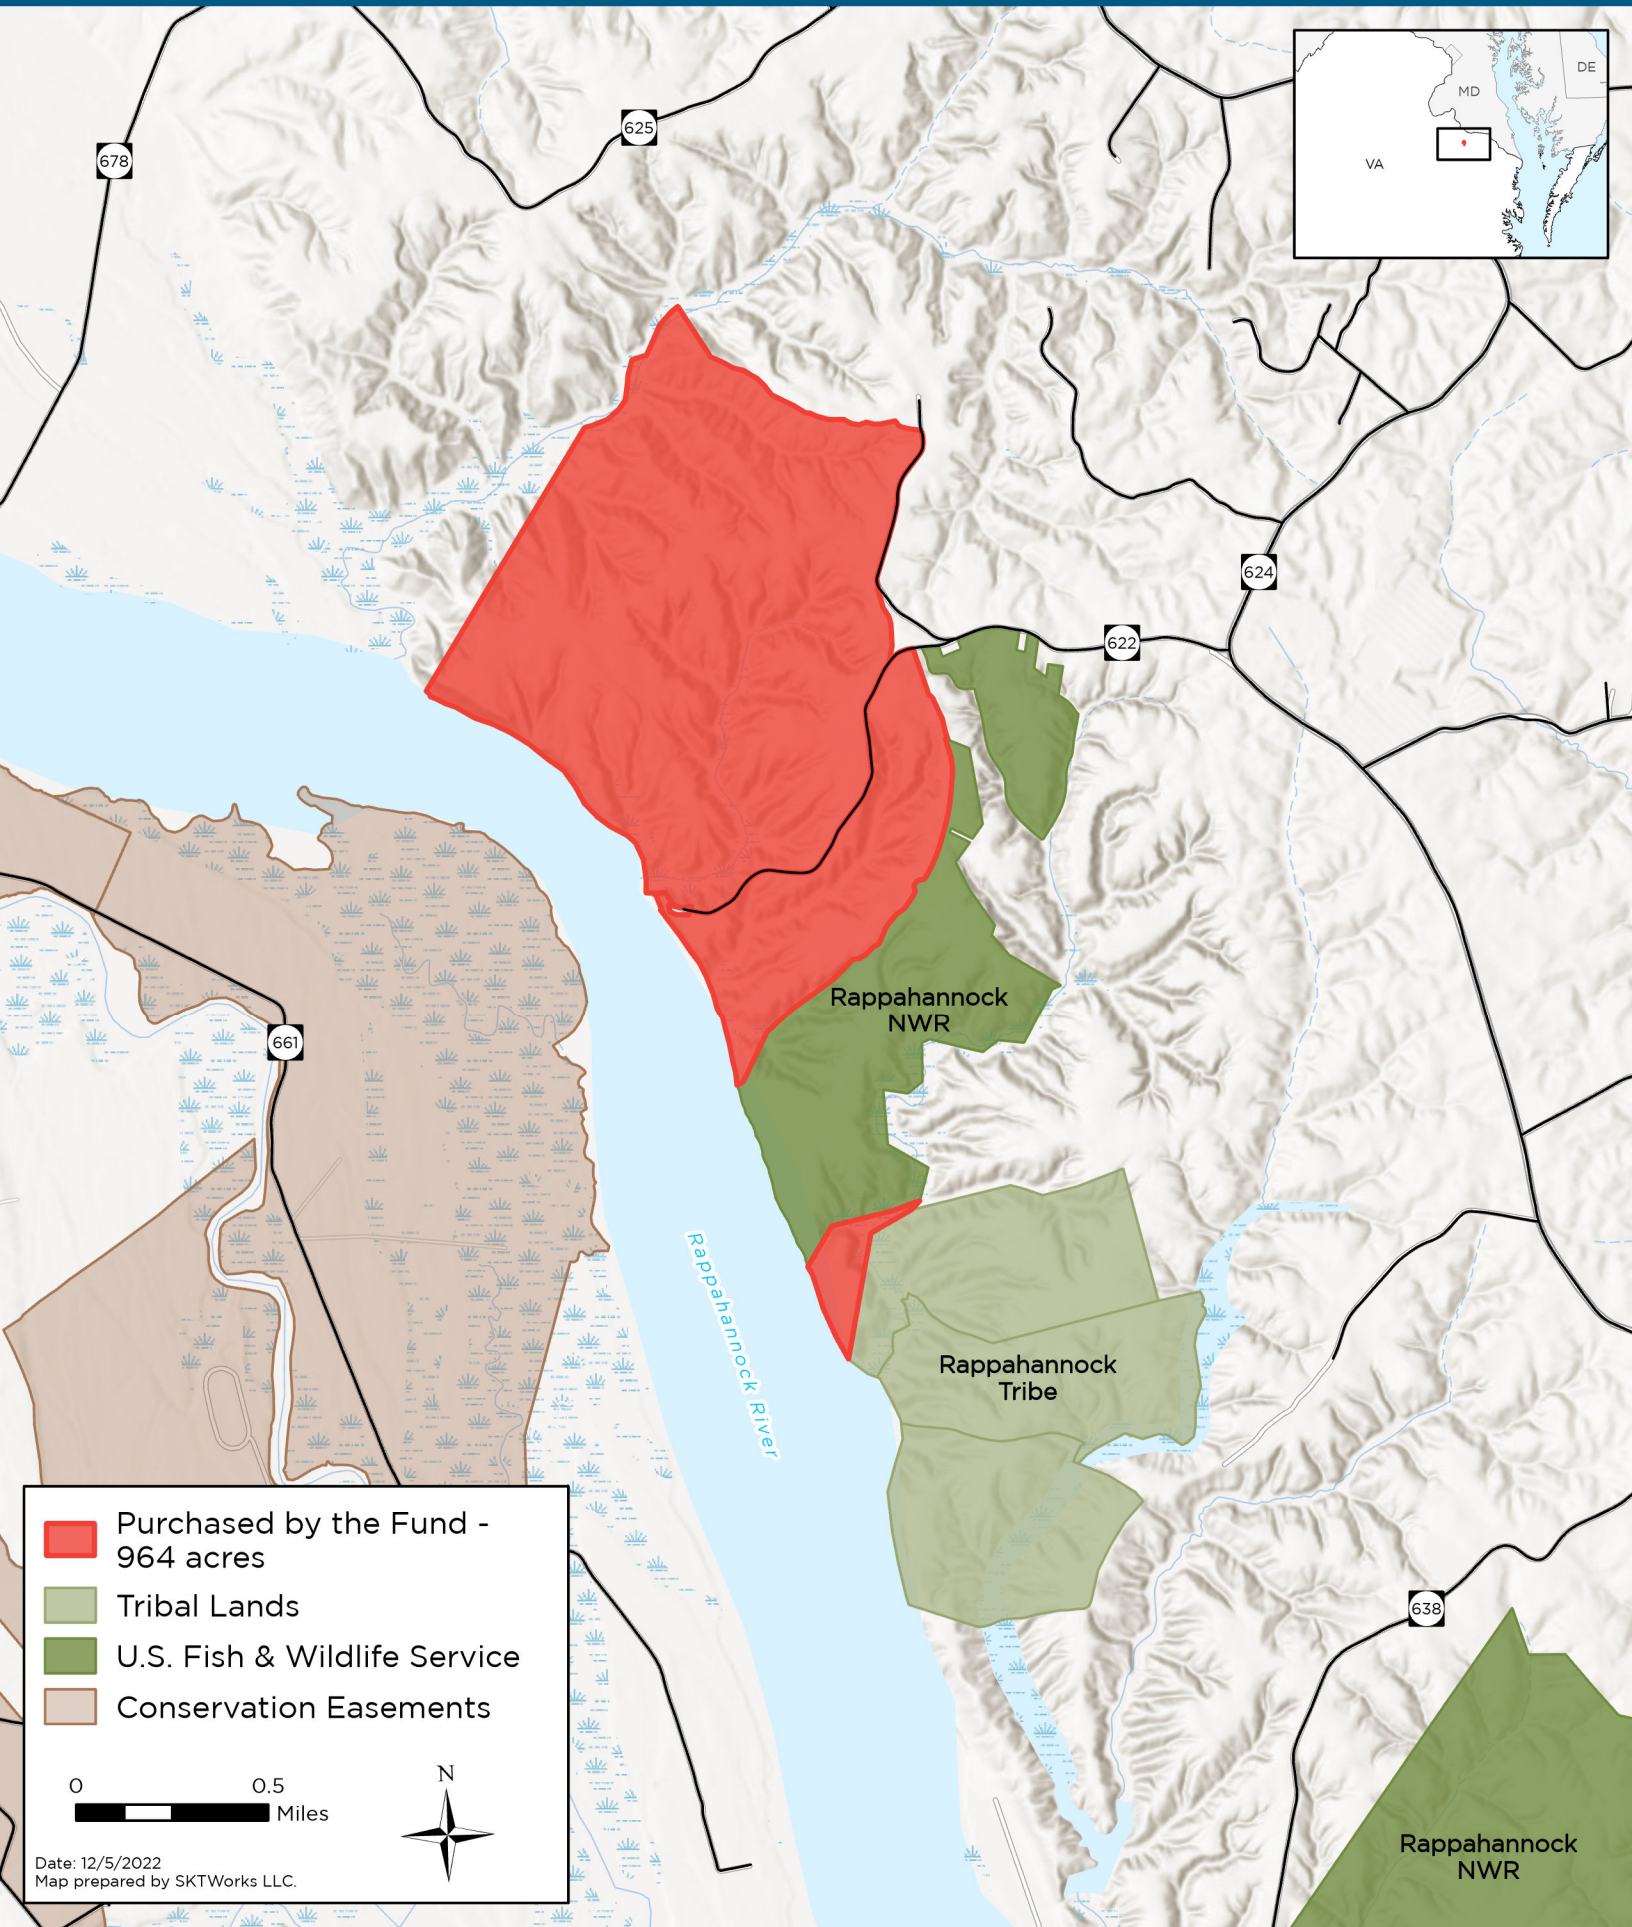 DE
MD
VA
625
678
624
622
Rappahannock
NWR
661
Rappahannock River
Rappahannock
Tribe
638
Rappahannock
NWR
Purchased by the Fund -
964 acres
Tribal Lands
U.S. Fish & Wildlife Service
Conservation Easements
0 0.5
Miles
N
Date: 12/5/2022
Map prepared by SKTWorks LLC.